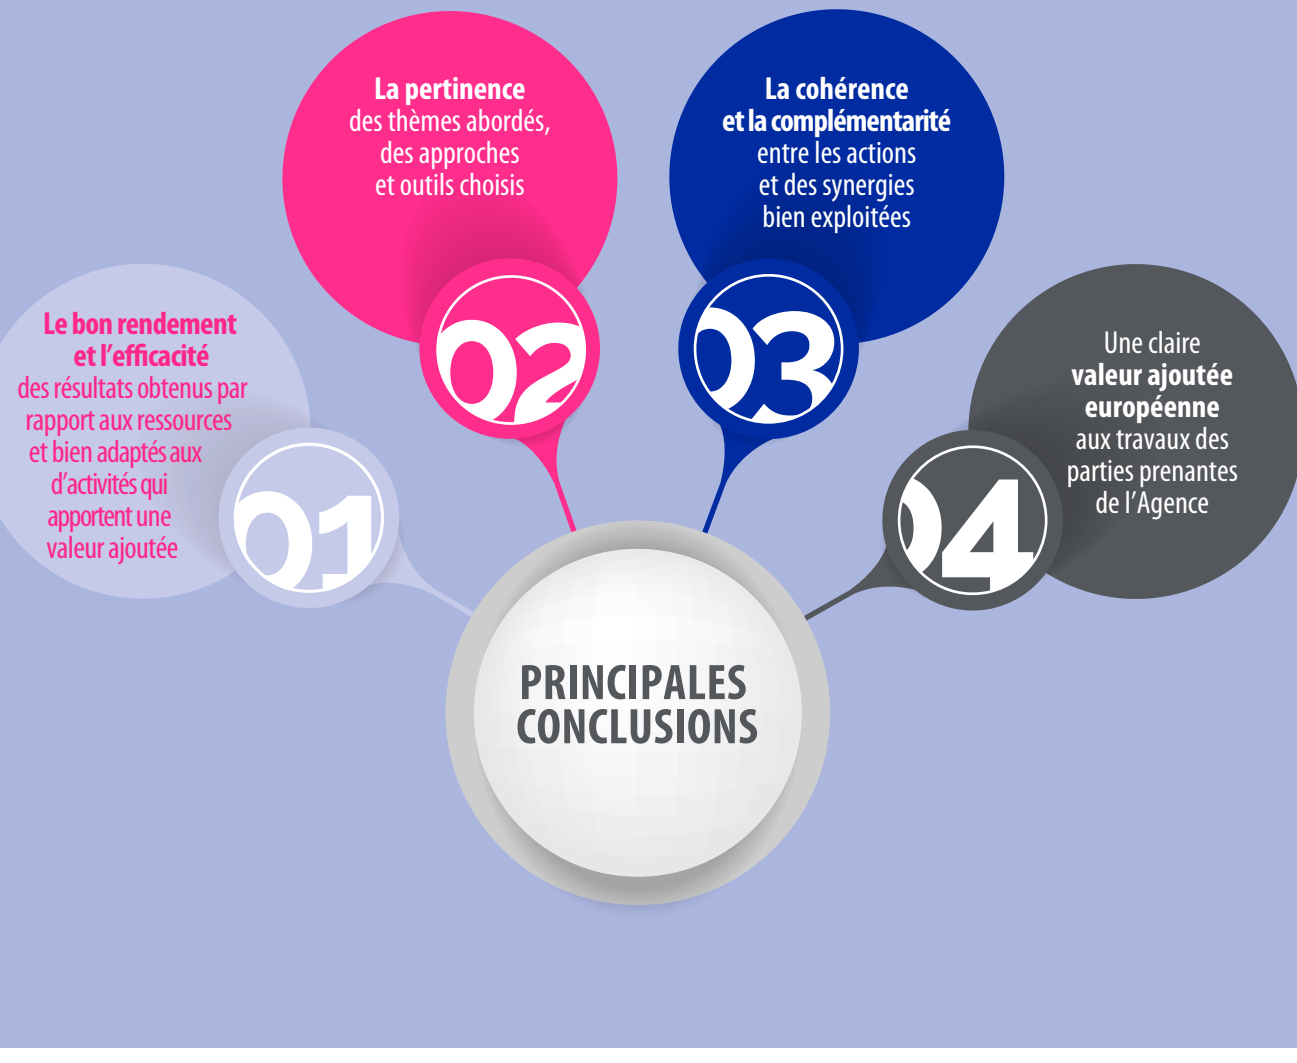 La pertinence
des thèmes abordés,
des approches
et outils choisis
02
La cohérence
et la complémentarité
entre les actions
et des synergies
bien exploitées
03
Le bon rendement
et l'efficacité
des résultats obtenus par
rapport aux ressources
et bien adaptés aux
d'activités qui
apportent une
valeur ajoutée
01
Une claire
valeur ajoutée
européenne
aux travaux des
parties prenantes
de l'Agence
04
PRINCIPALES
CONCLUSIONS